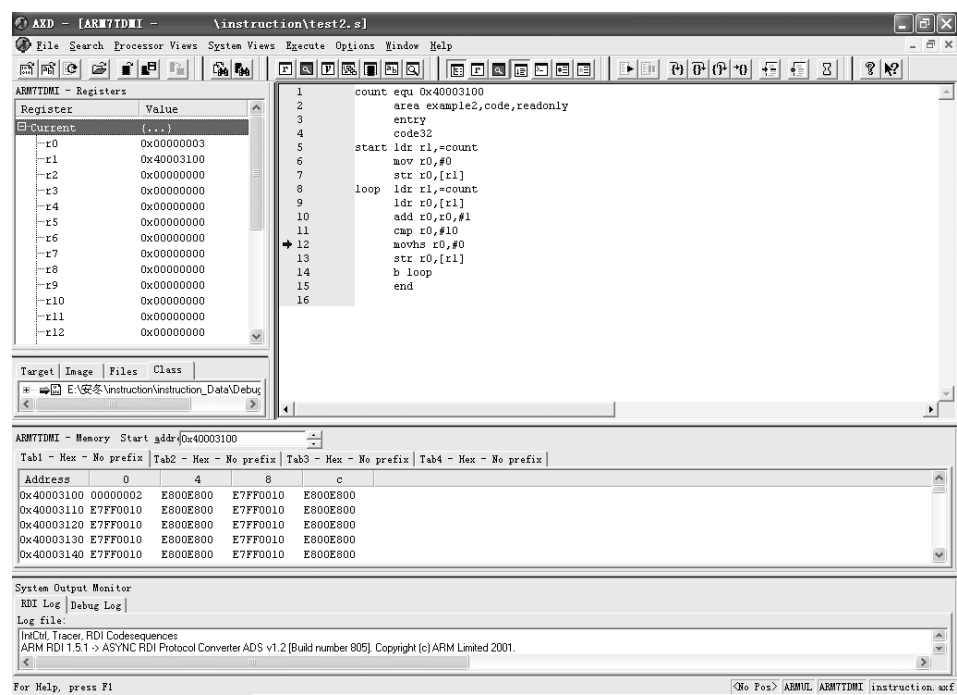 AXD - [ARM7TDMI - \instruction\test2.s]
File Search Processor Views System Views Execute Options Window Help
ARM7TDMI - Registers
Register Value
Current (...)
r0 0x00000003
r1 0x40003100
r2 0x00000000
r3 0x00000000
r4 0x00000000
r5 0x00000000
r6 0x00000000
r7 0x00000000
r8 0x00000000
r9 0x00000000
r10 0x00000000
r11 0x00000000
r12 0x00000000
Target Image Files Class
E:\安冬\instruction\instruction_Data\Debug
1 count equ 0x40003100
2 area example2,code,readonly
3 entry
4 code32
5 start ldr r1,=count
6 mov r0,#0
7 str r0,[r1]
8 loop ldr r1,=count
9 ldr r0,[r1]
10 add r0,r0,#1
11 cmp r0,#10
12 movhs r0,#0
13 str r0,[r1]
14 b loop
15 end
16
ARM7TDMI - Memory Start addre 0x40003100
Tab1 - Hex - No prefix Tab2 - Hex - No prefix Tab3 - Hex - No prefix Tab4 - Hex - No prefix
Address 0 4 8 c
0x40003100 00000002 E800E800 E7FF0010 E800E800
0x40003110 E7FF0010 E800E800 E7FF0010 E800E800
0x40003120 E7FF0010 E800E800 E7FF0010 E800E800
0x40003130 E7FF0010 E800E800 E7FF0010 E800E800
0x40003140 E7FF0010 E800E800 E7FF0010 E800E800
System Output Monitor
RDI Log Debug Log
Log file:
IntCtrl, Tracer, RDI Codesequences
ARM RDI 1.5.1 -> ASYNC RDI Protocol Converter ADS v1.2 [Build number 805]. Copyright (c) ARM Limited 2001.
For Help, press F1 <No Pos> ARMUL ARM7TDMI instruction.axf